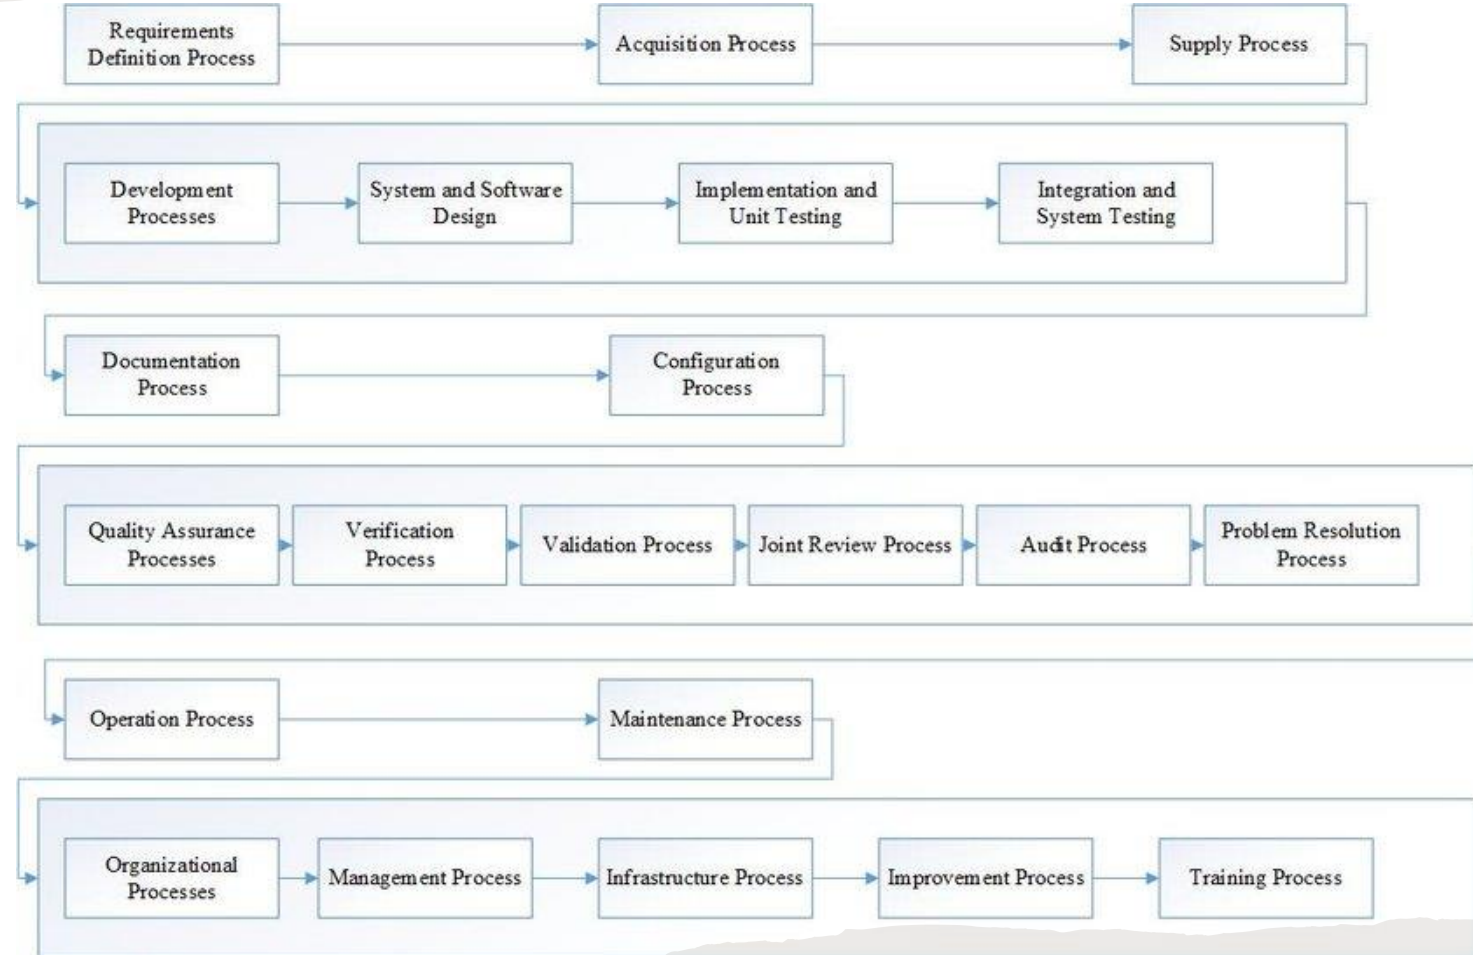 Requirements
Definition Process
Acquisition Process
Supply Process
Development
Processes
System and Software
Design
Implementation and
Unit Testing
Integration and
System Testing
Documentation
Process
Configuration
Process
Quality Assurance
Processes
Verification
Process
Validation Process
Joint Review Process
Audit Process
Problem Resolution
Process
Operation Process
Maintenance Process
Organizational
Processes
Management Process
Infrastructure Process
Improvement Process
Training Process